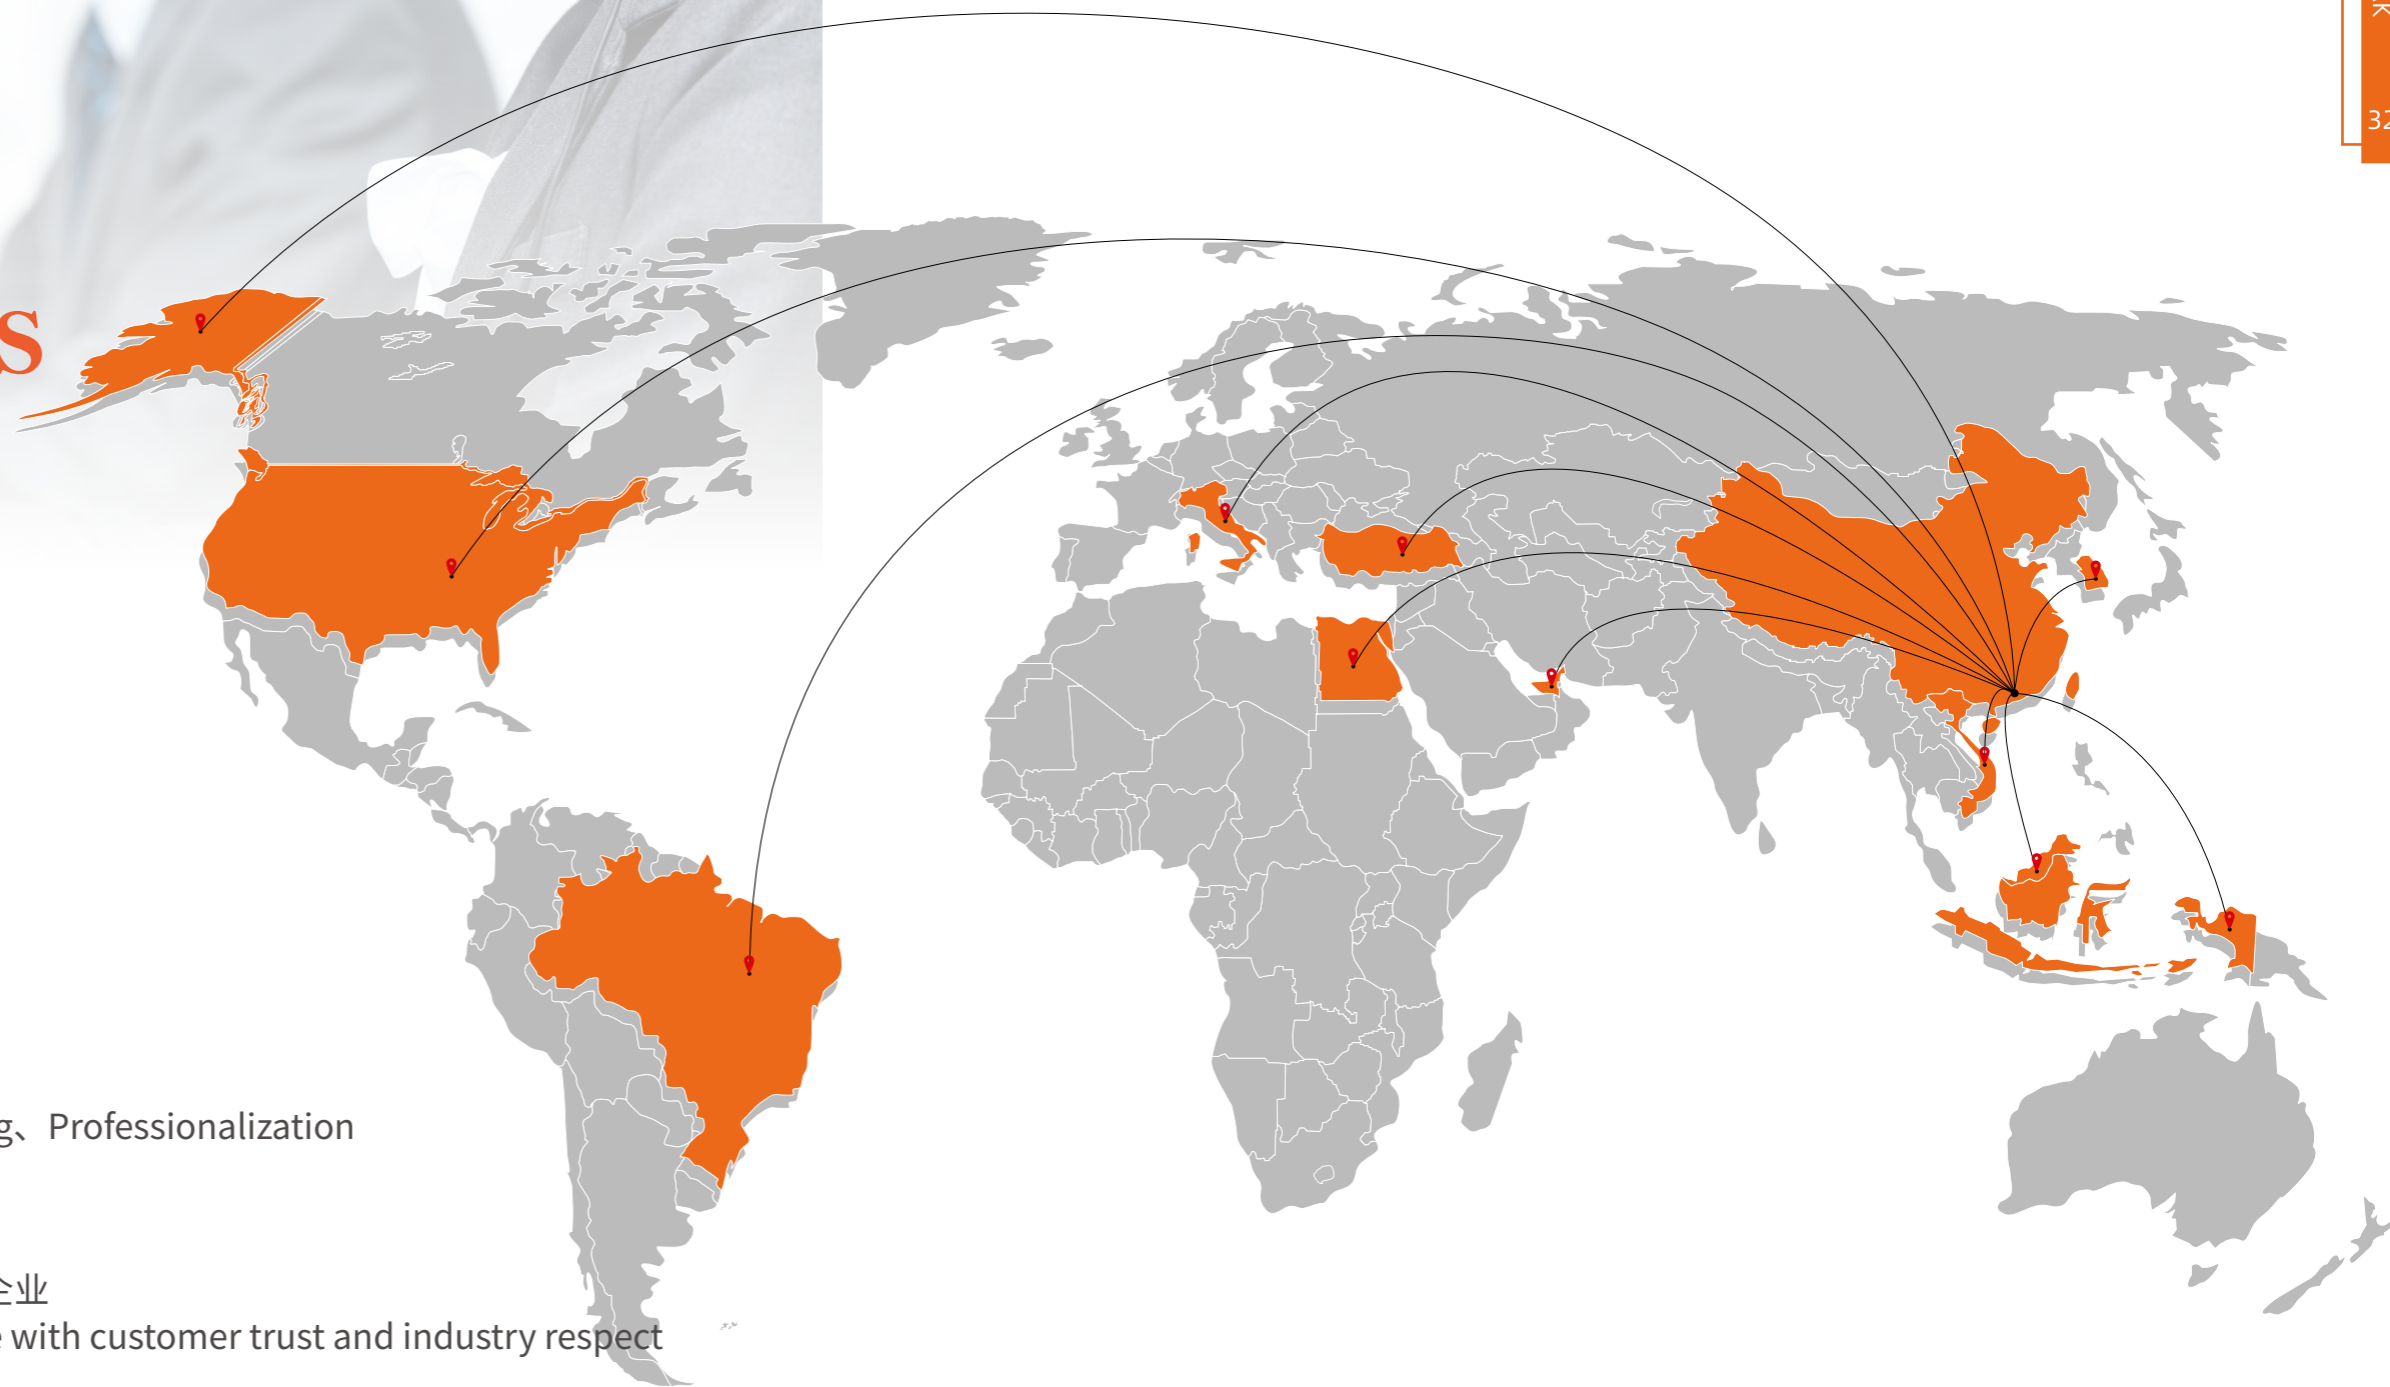 s
32
g、Professionalization
企业
e with customer trust and industry respect